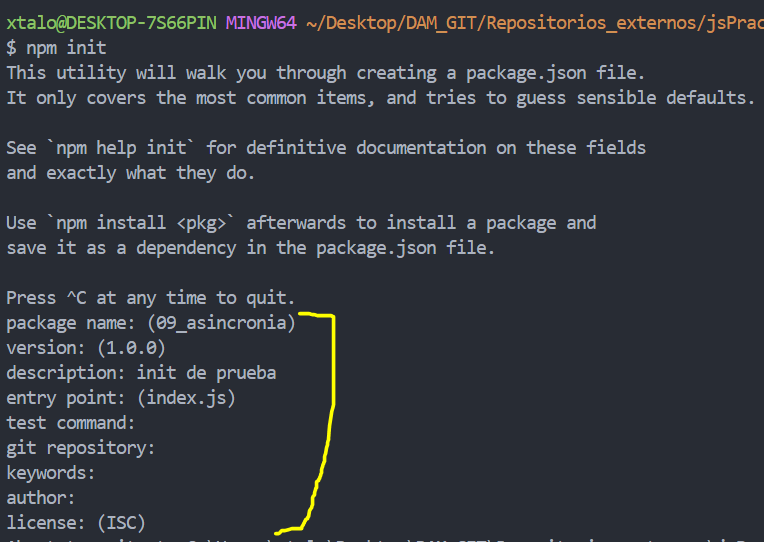 xtalo@DESKTOP-7S66PIN MINGW64 ~/Desktop/DAM_GIT/Repositorios_externos/jsPrac
$ npm init
This utility will walk you through creating a package.json file.
It only covers the most common items, and tries to guess sensible defaults.
See `npm help init` for definitive documentation on these fields
and exactly what they do.
Use `npm install <pkg>` afterwards to install a package and
save it as a dependency in the package.json file.
Press ^C at any time to quit.
package name: (09_asincronia)
version: (1.0.0)
description: init de prueba
entry point: (index.js)
test command:
git repository:
keywords:
author:
license: (ISC)